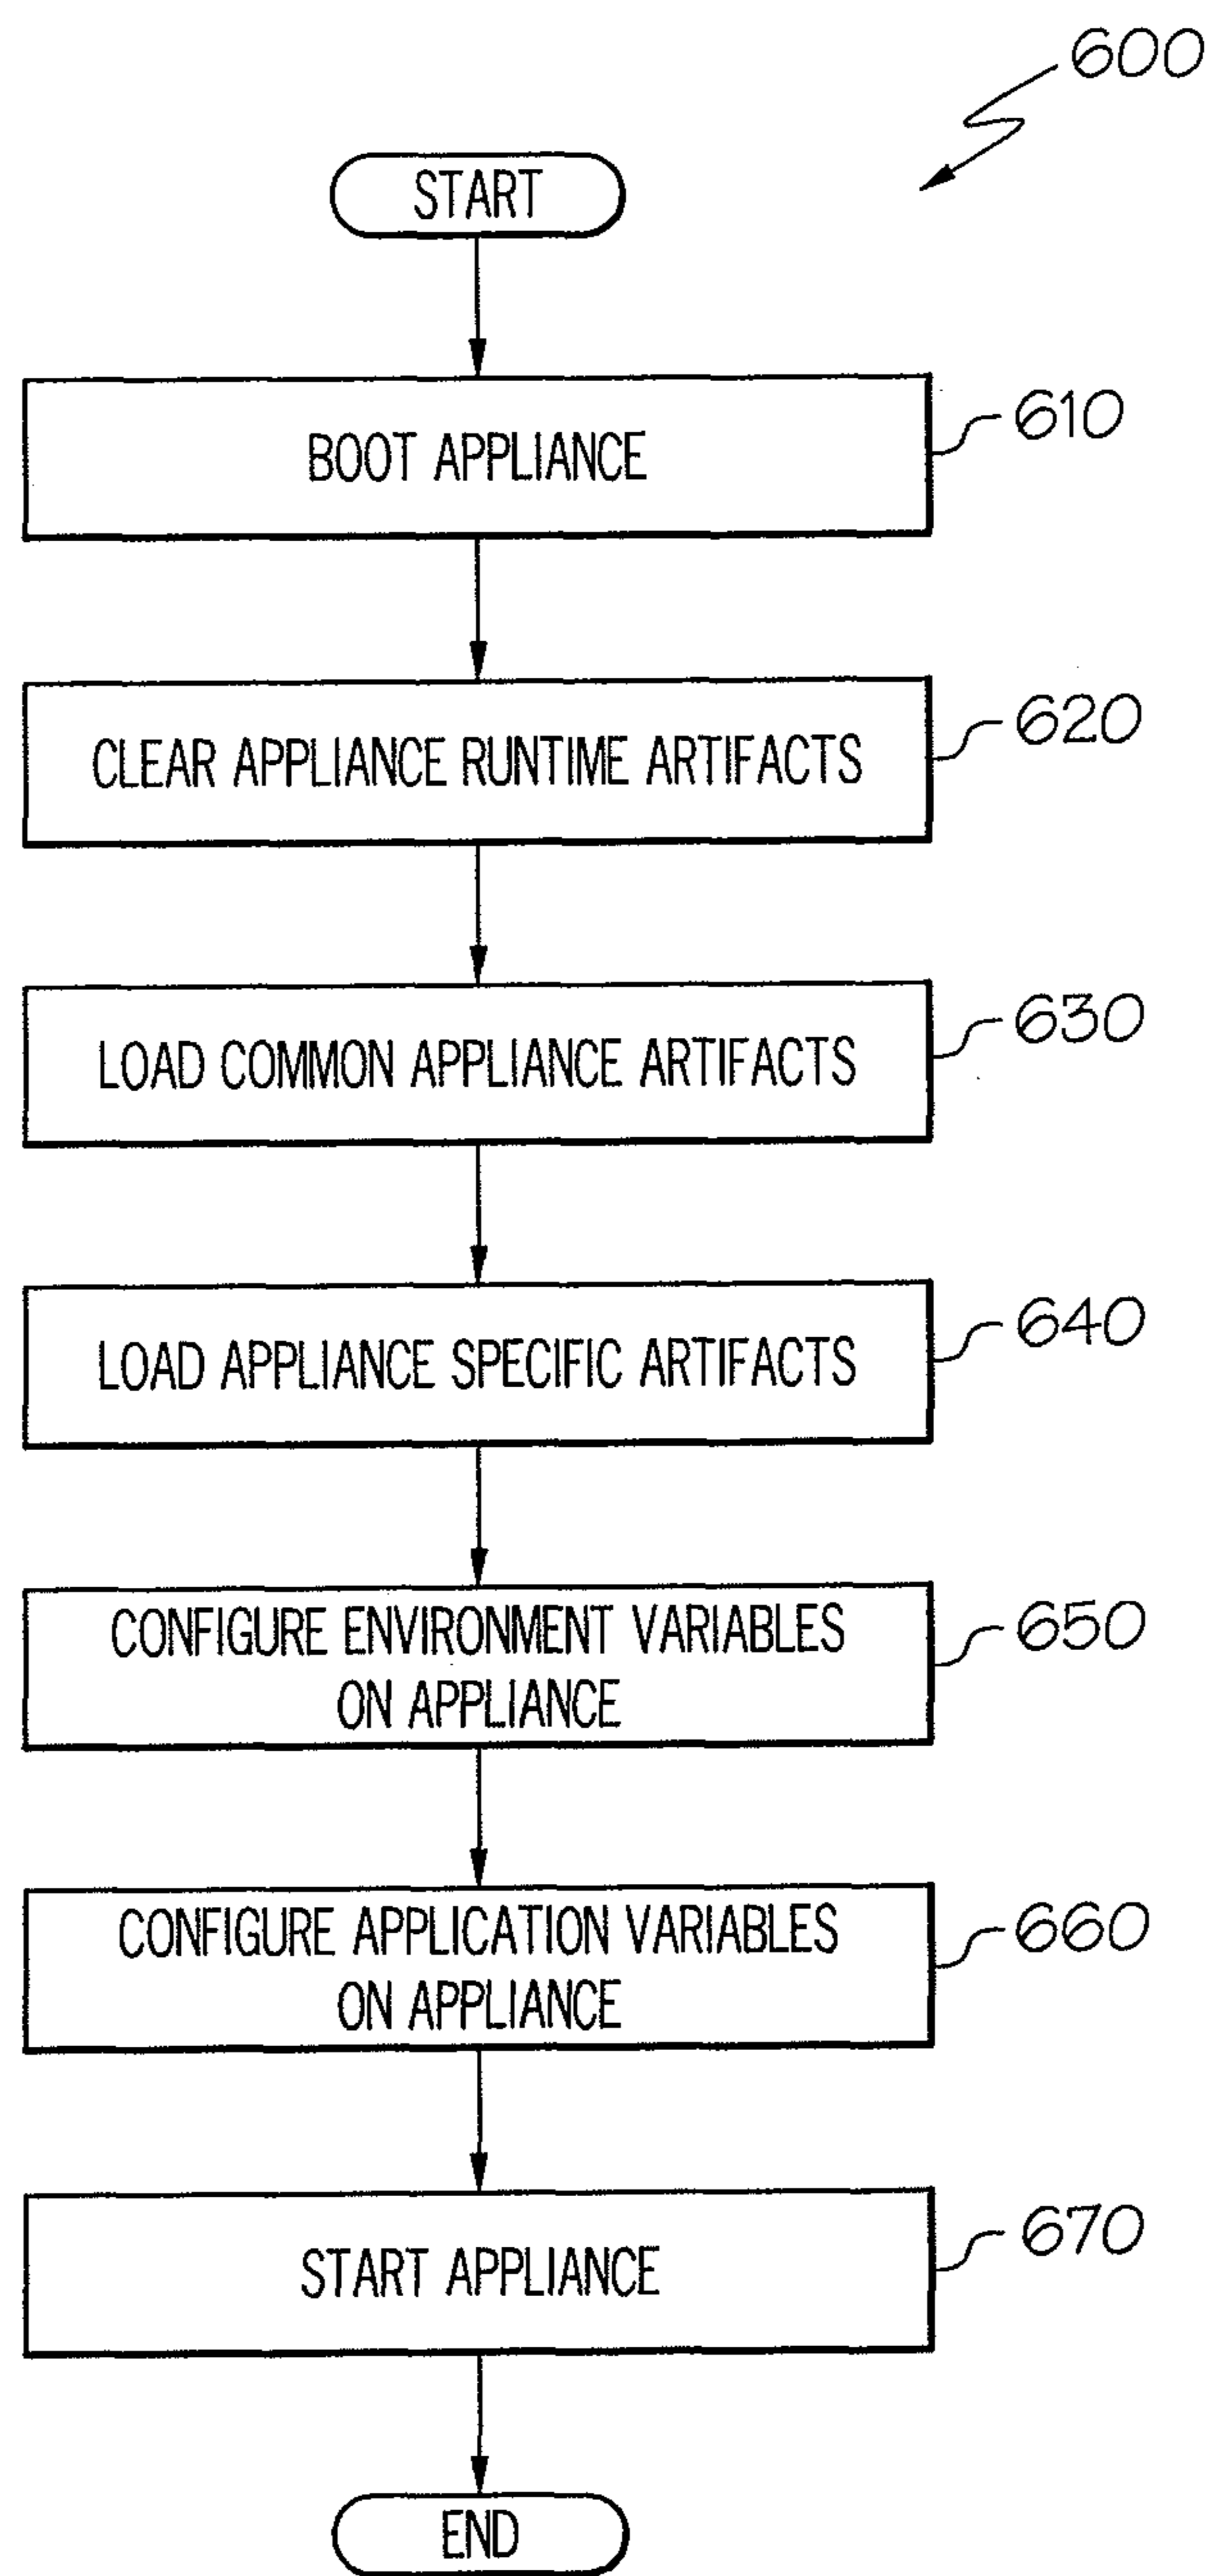 600
START
BOOT APPLIANCE
610
CLEAR APPLIANCE RUNTIME ARTIFACTS
620
LOAD COMMON APPLIANCE ARTIFACTS
630
LOAD APPLIANCE SPECIFIC ARTIFACTS
640
CONFIGURE ENVIRONMENT VARIABLES
ON APPLIANCE
650
CONFIGURE APPLICATION VARIABLES
ON APPLIANCE
660
START APPLIANCE
670
END